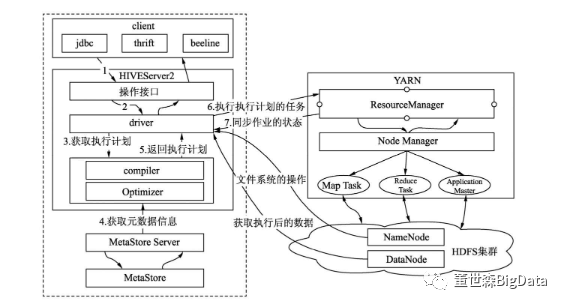 client
jdbc
thrift
beeline
1
HIVEServer2
操作接口
2
driver
3.获取执行计划
5.返回执行计划
compiler
Optimizer
4.获取元数据信息
MetaStore Server
MetaStore
6.执行执行计划的任务
7.同步作业的状态
文件系统的操作
获取执行后的数据
YARN
ResourceManager
Node Manager
Map Task
Reduce
Task
Application
Master
NameNode
DataNode
HDFS集群
董世森BigData